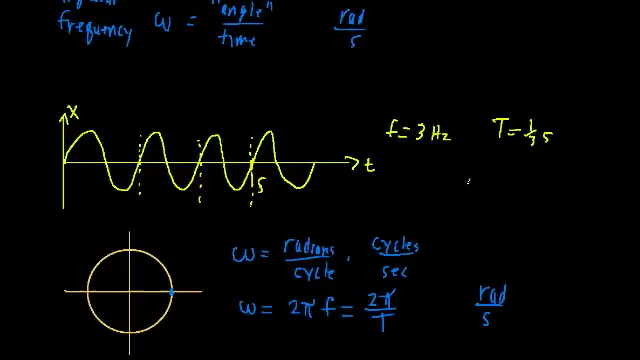 frequency ω = "angle" / time rad / s
x
f = 3 Hz T = 1/3 s
t
s
ω = radians / cycle · cycles / sec
ω = 2π f = 2π / T rad / s